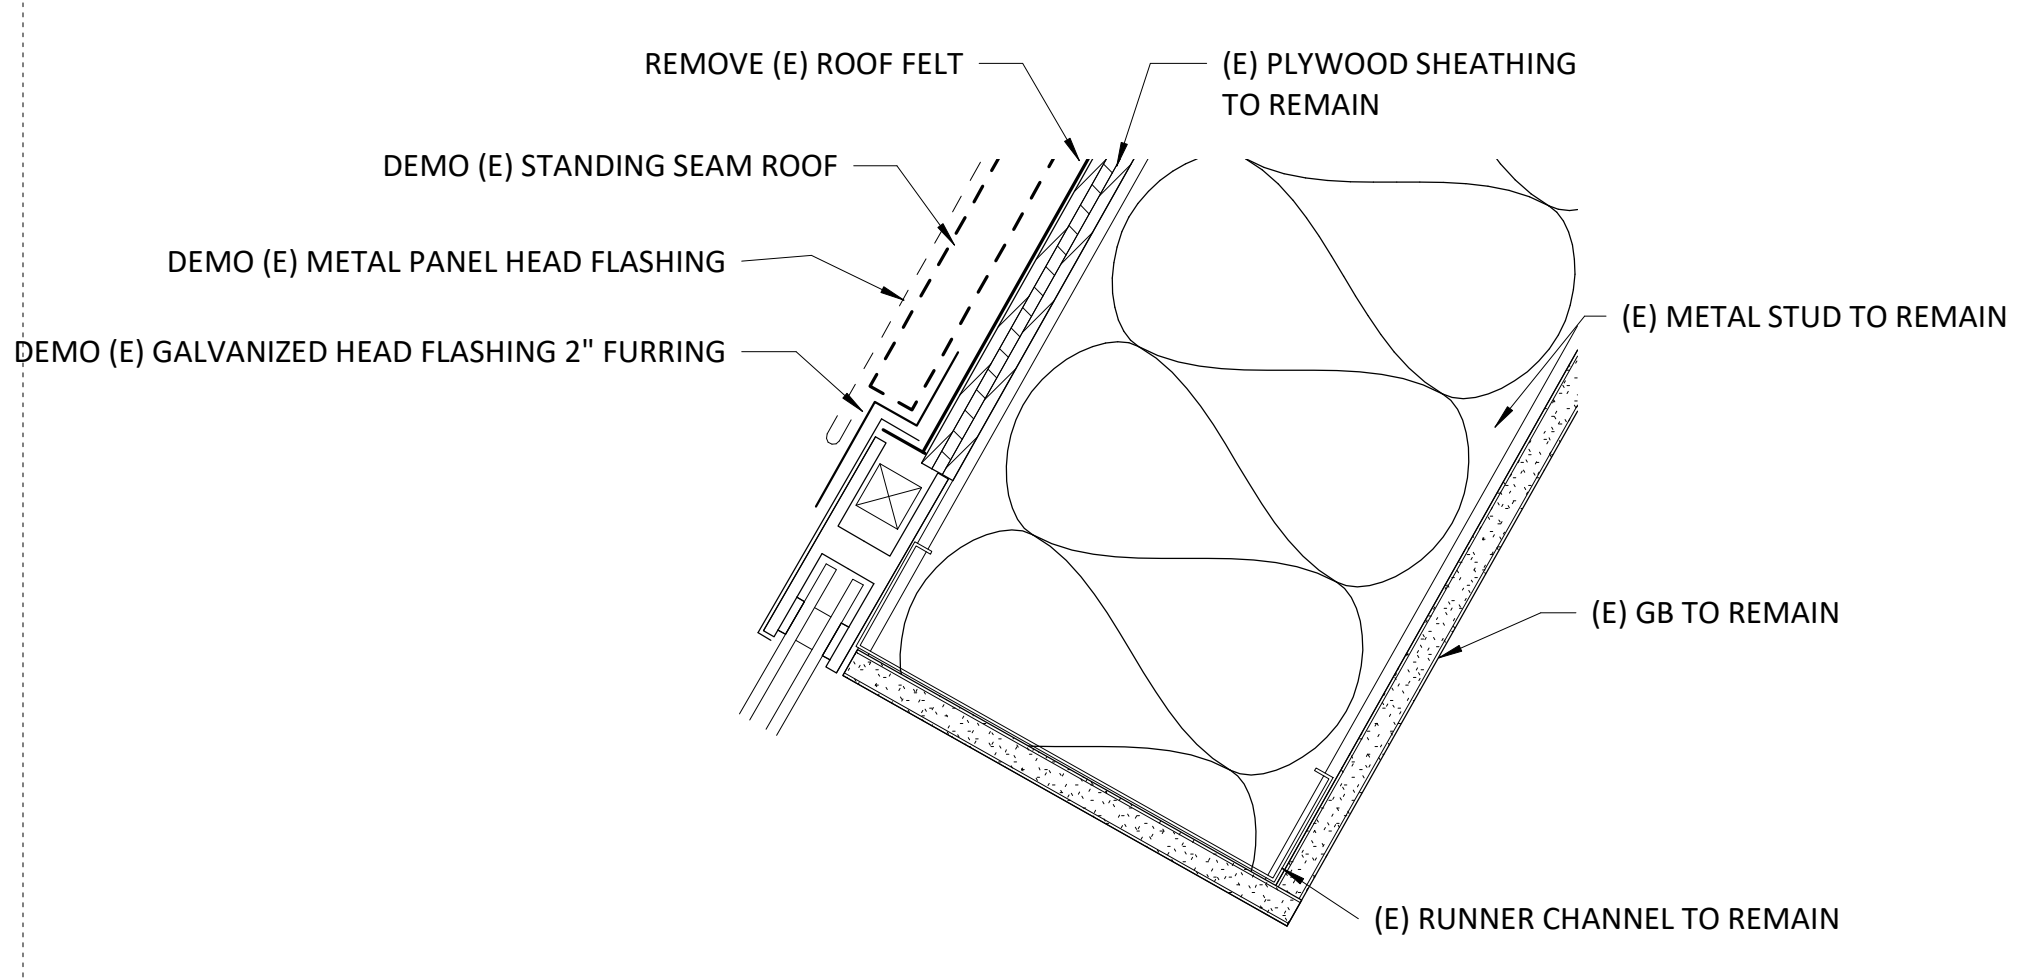 REMOVE (E) ROOF FELT
(E) PLYWOOD SHEATHING
TO REMAIN
DEMO (E) STANDING SEAM ROOF
DEMO (E) METAL PANEL HEAD FLASHING
(E) METAL STUD TO REMAIN
DEMO (E) GALVANIZED HEAD FLASHING 2" FURRING
(E) GB TO REMAIN
(E) RUNNER CHANNEL TO REMAIN